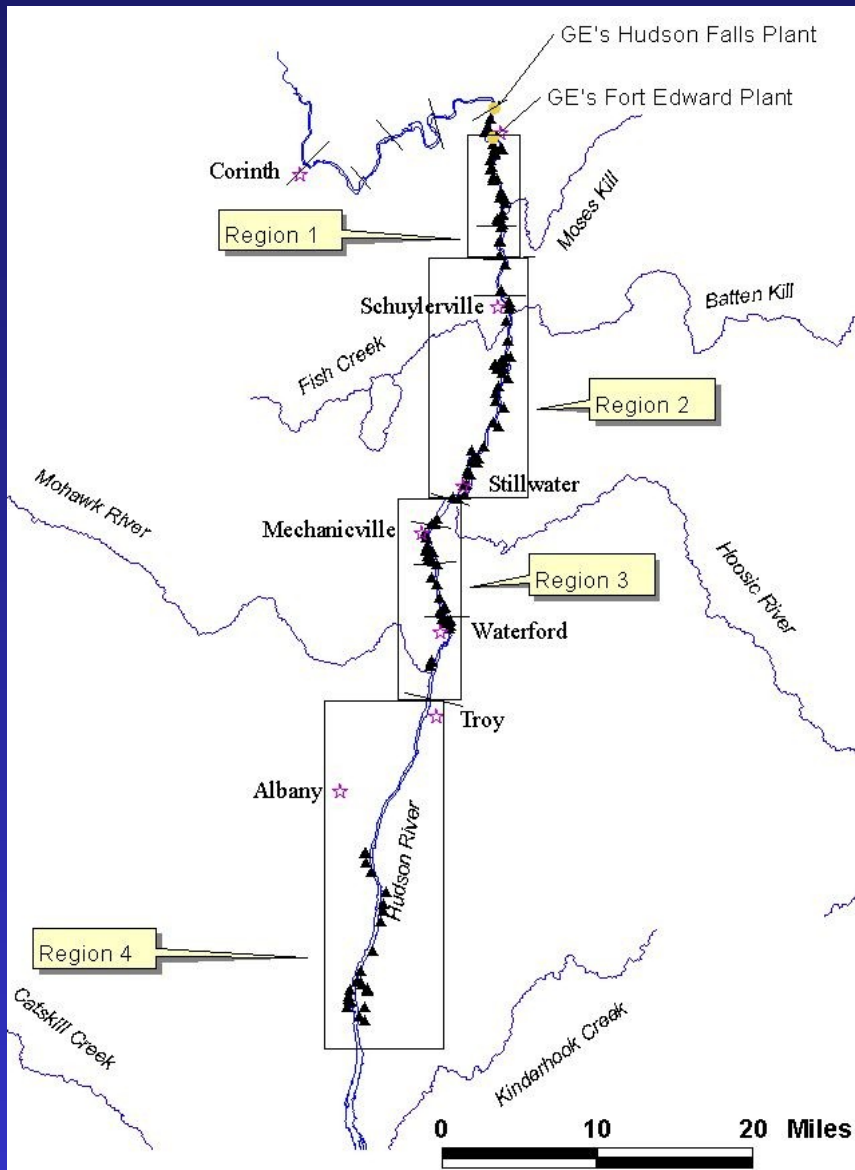 GE's Hudson Falls Plant
GE's Fort Edward Plant
Corinth
Moses Kill
Region 1
Schuylerville
Batten Kill
Fish Creek
Region 2
Stillwater
Mohawk River
Mechanicville
Hoosic River
Region 3
Waterford
Troy
Albany
Hudson River
Region 4
Catskill Creek
Kinderhook Creek
0 10 20 Miles